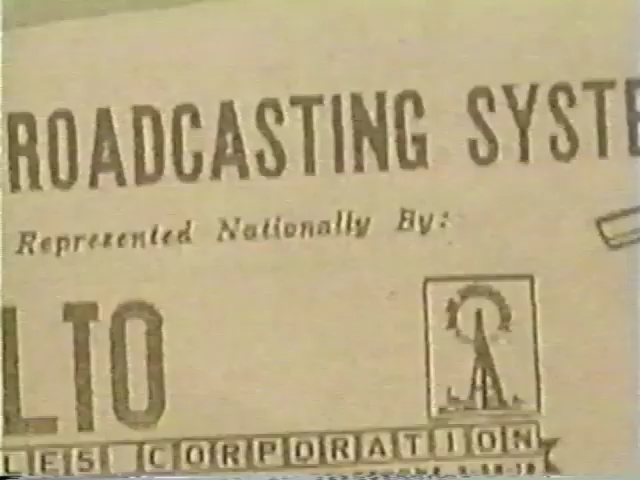 ROADCASTING SYSTE
Represented Nationally By:
LTO
LES CORPORATION